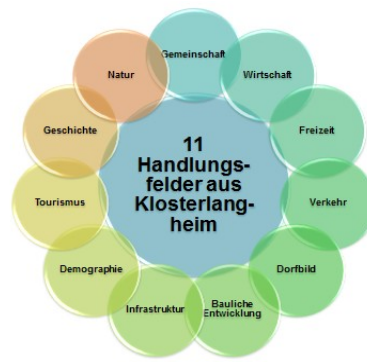 Gemeinschaft
Wirtschaft
Freizeit
Verkehr
Dorfbild
Bauliche
Entwicklung
Infrastruktur
Demographie
Tourismus
Geschichte
Natur
11
Handlungs-
felder aus
Klosterlang-
heim